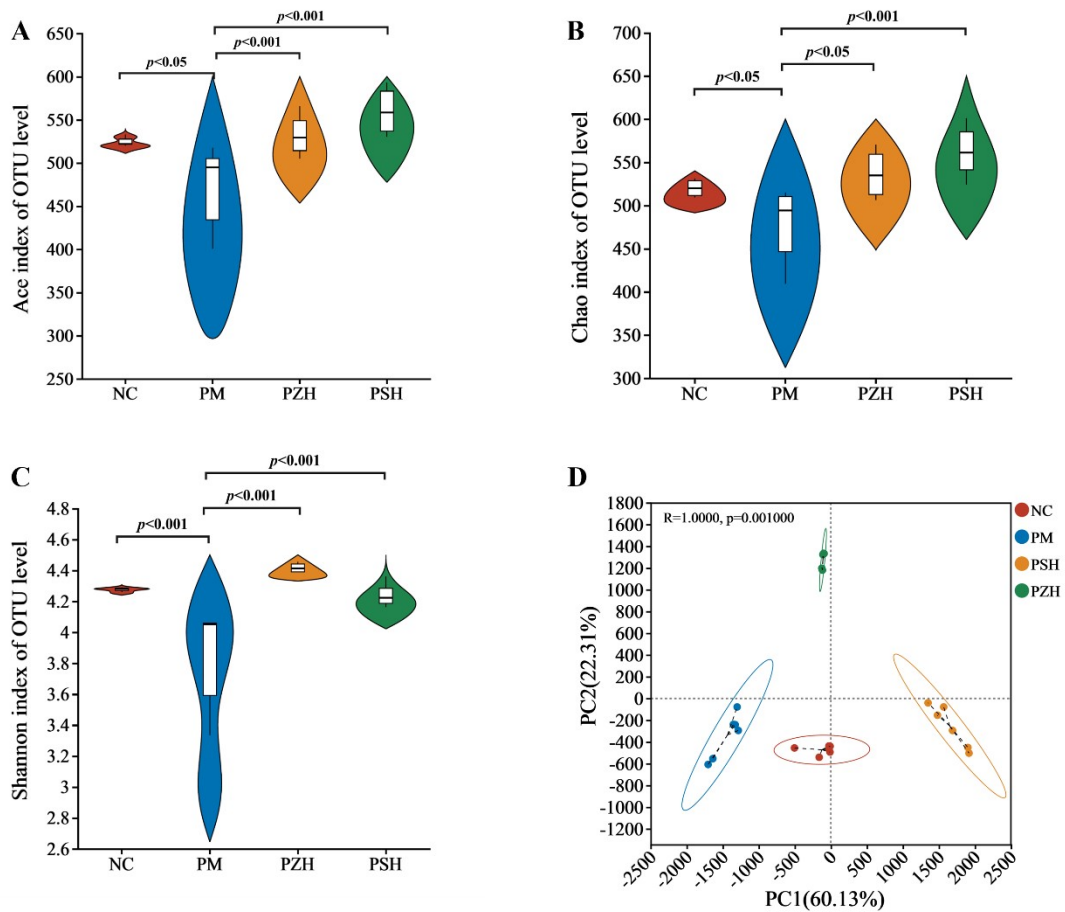 A
Ace index of OTU level
650
600
550
500
450
400
350
300
250
p<0.05
p<0.001
p<0.001
NC PM PZH PSH
B
Chao index of OTU level
700
650
600
550
500
450
400
350
300
p<0.05
p<0.05
p<0.001
NC PM PZH PSH
C
Shannon index of OTU level
4.8
4.6
4.4
4.2
4
3.8
3.6
3.4
3.2
3
2.8
2.6
p<0.001
p<0.001
p<0.001
NC PM PZH PSH
D
PC2(22.31%)
1800
1600
1400
1200
1000
800
600
400
200
0
-200
-400
-600
-800
-1000
-1200
R=1.0000, p=0.001000
NC
PM
PSH
PZH
-2500 -2000 -1500 -1000 -500 0 500 1000 1500 2000 2500
PC1(60.13%)